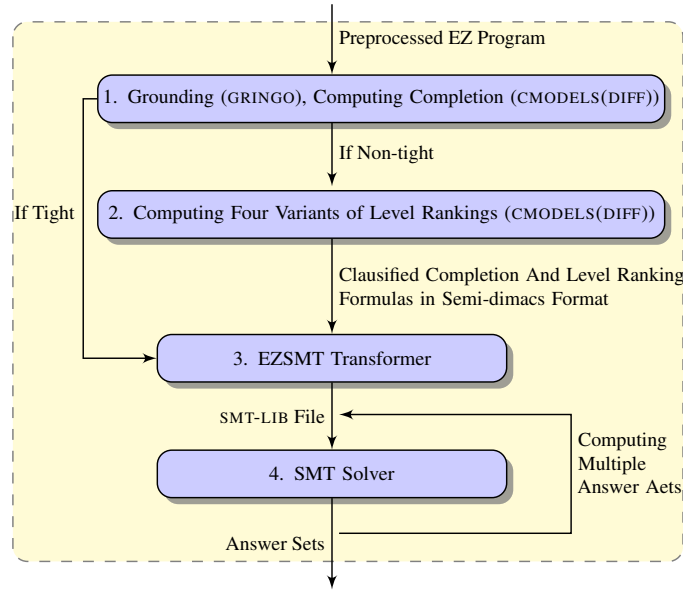 Preprocessed EZ Program
1. Grounding (GRINGO), Computing Completion (CMODELS(DIFF))
If Non-tight
If Tight
2. Computing Four Variants of Level Rankings (CMODELS(DIFF))
Clausified Completion And Level Ranking
Formulas in Semi-dimacs Format
3. EZSMT Transformer
SMT-LIB File
Computing
Multiple
Answer Aets
4. SMT Solver
Answer Sets